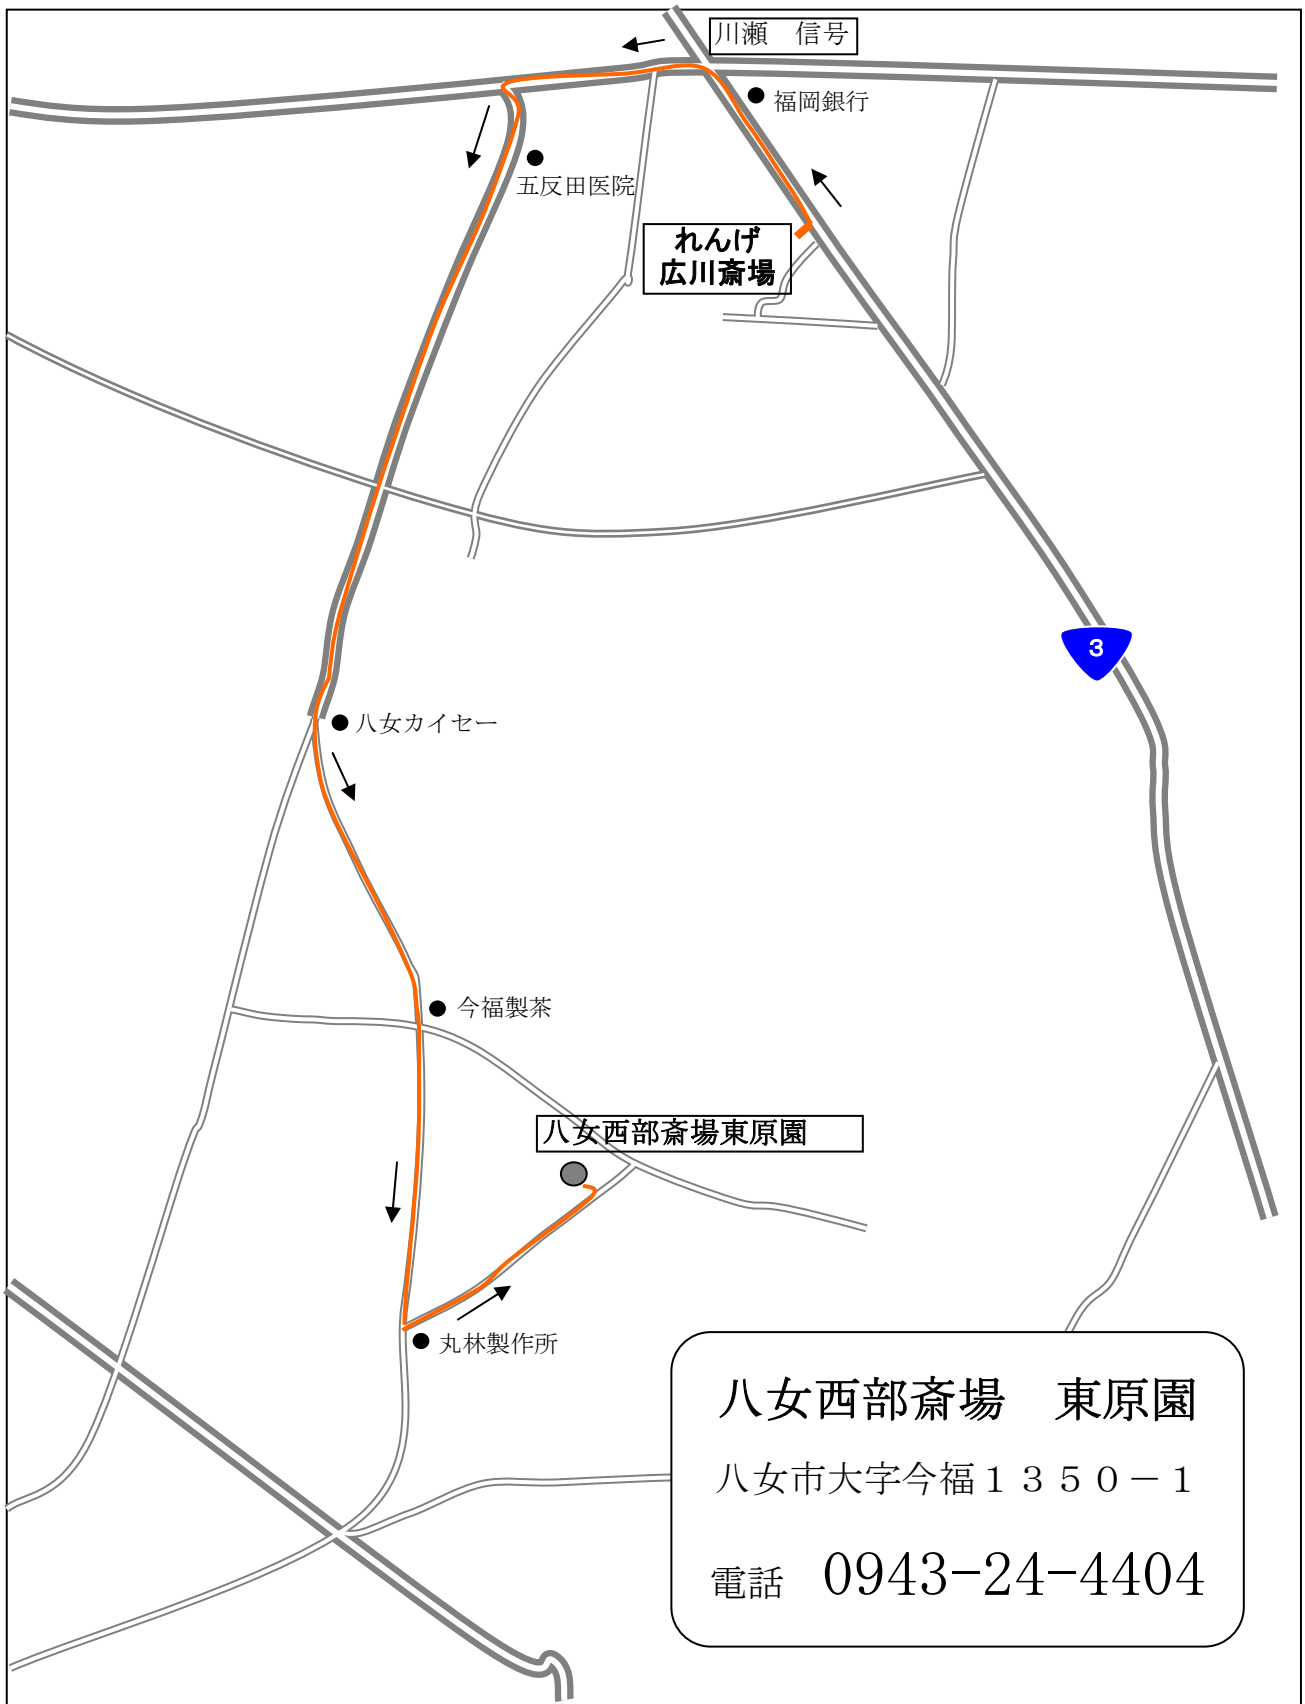 川瀬　信号
福岡銀行
五反田医院
れんげ
広川斎場
3
八女カイセー
今福製茶
八女西部斎場東原園
丸林製作所
八女西部斎場　東原園
八女市大字今福１３５０－１
電話　0943-24-4404